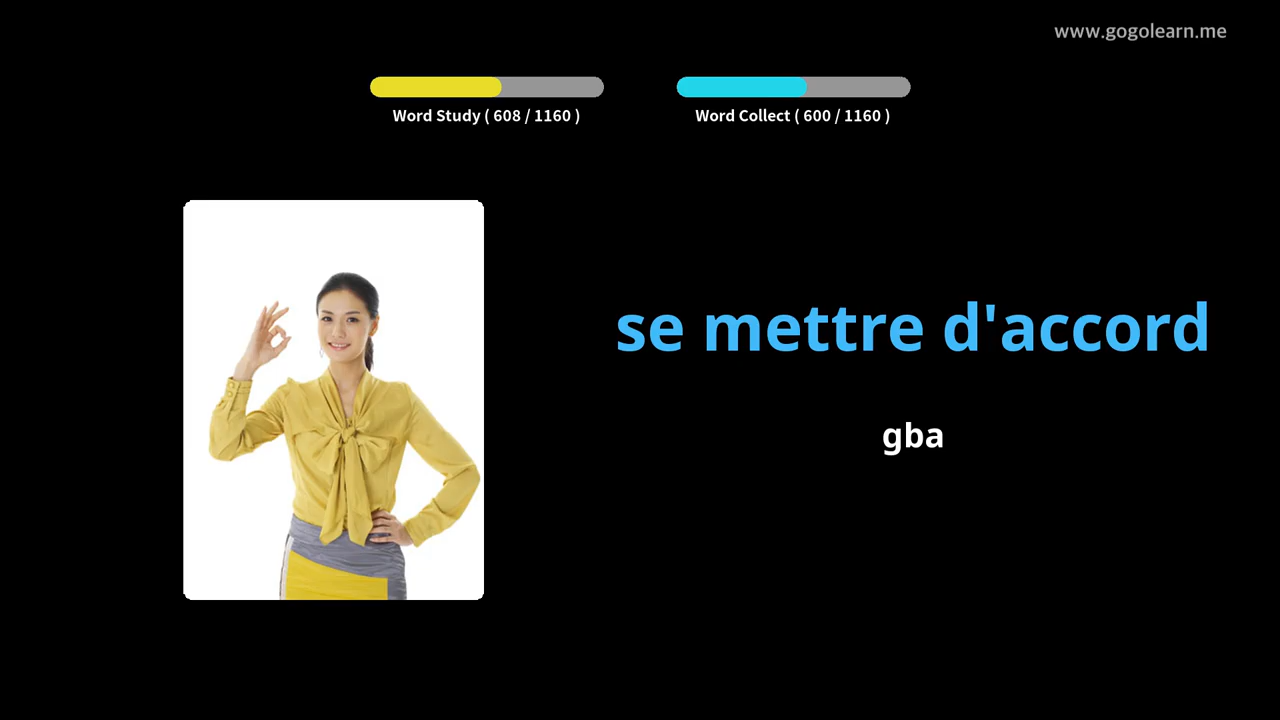 www.gogolearn.me
Word Study ( 608 / 1160 )
Word Collect ( 600 / 1160 )
se mettre d'accord
gba